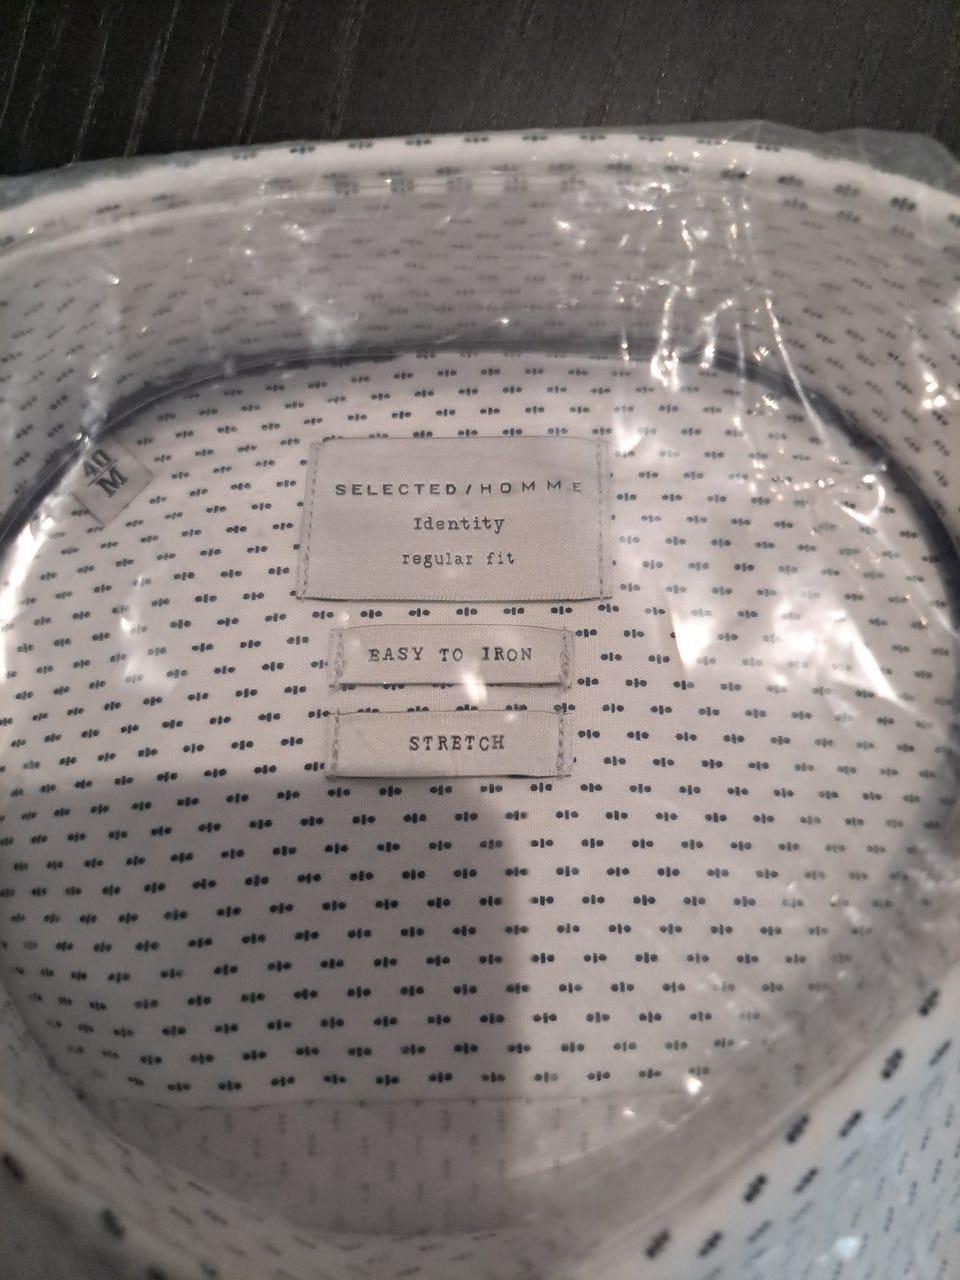 40
M
SELECTED/HOMME
Identity
regular fit
EASY TO IRON
STRETCH